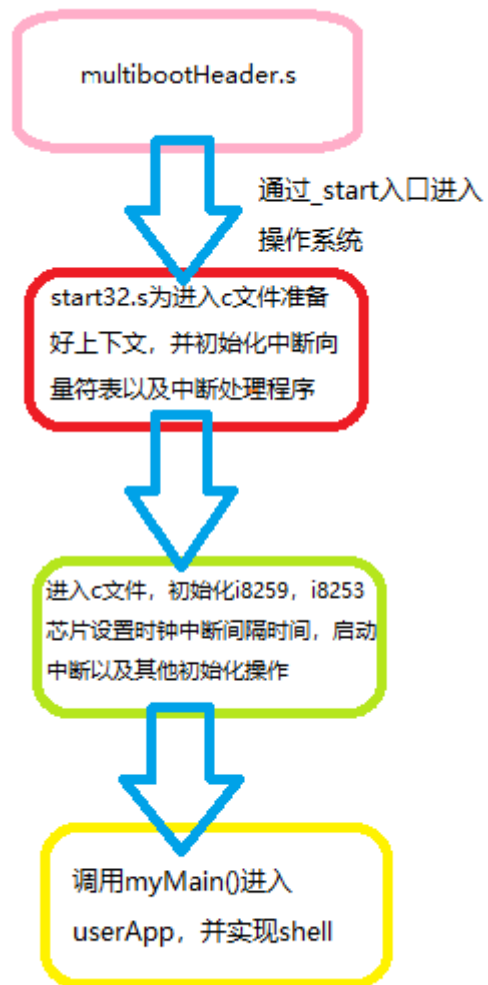 multibootHeader.s
通过_start入口进入
操作系统
start32.s为进入c文件准备
好上下文，并初始化中断向
量符表以及中断处理程序
进入c文件，初始化i8259，i8253
芯片设置时钟中断间隔时间，启动
中断以及其他初始化操作
调用myMain()进入
userApp，并实现shell